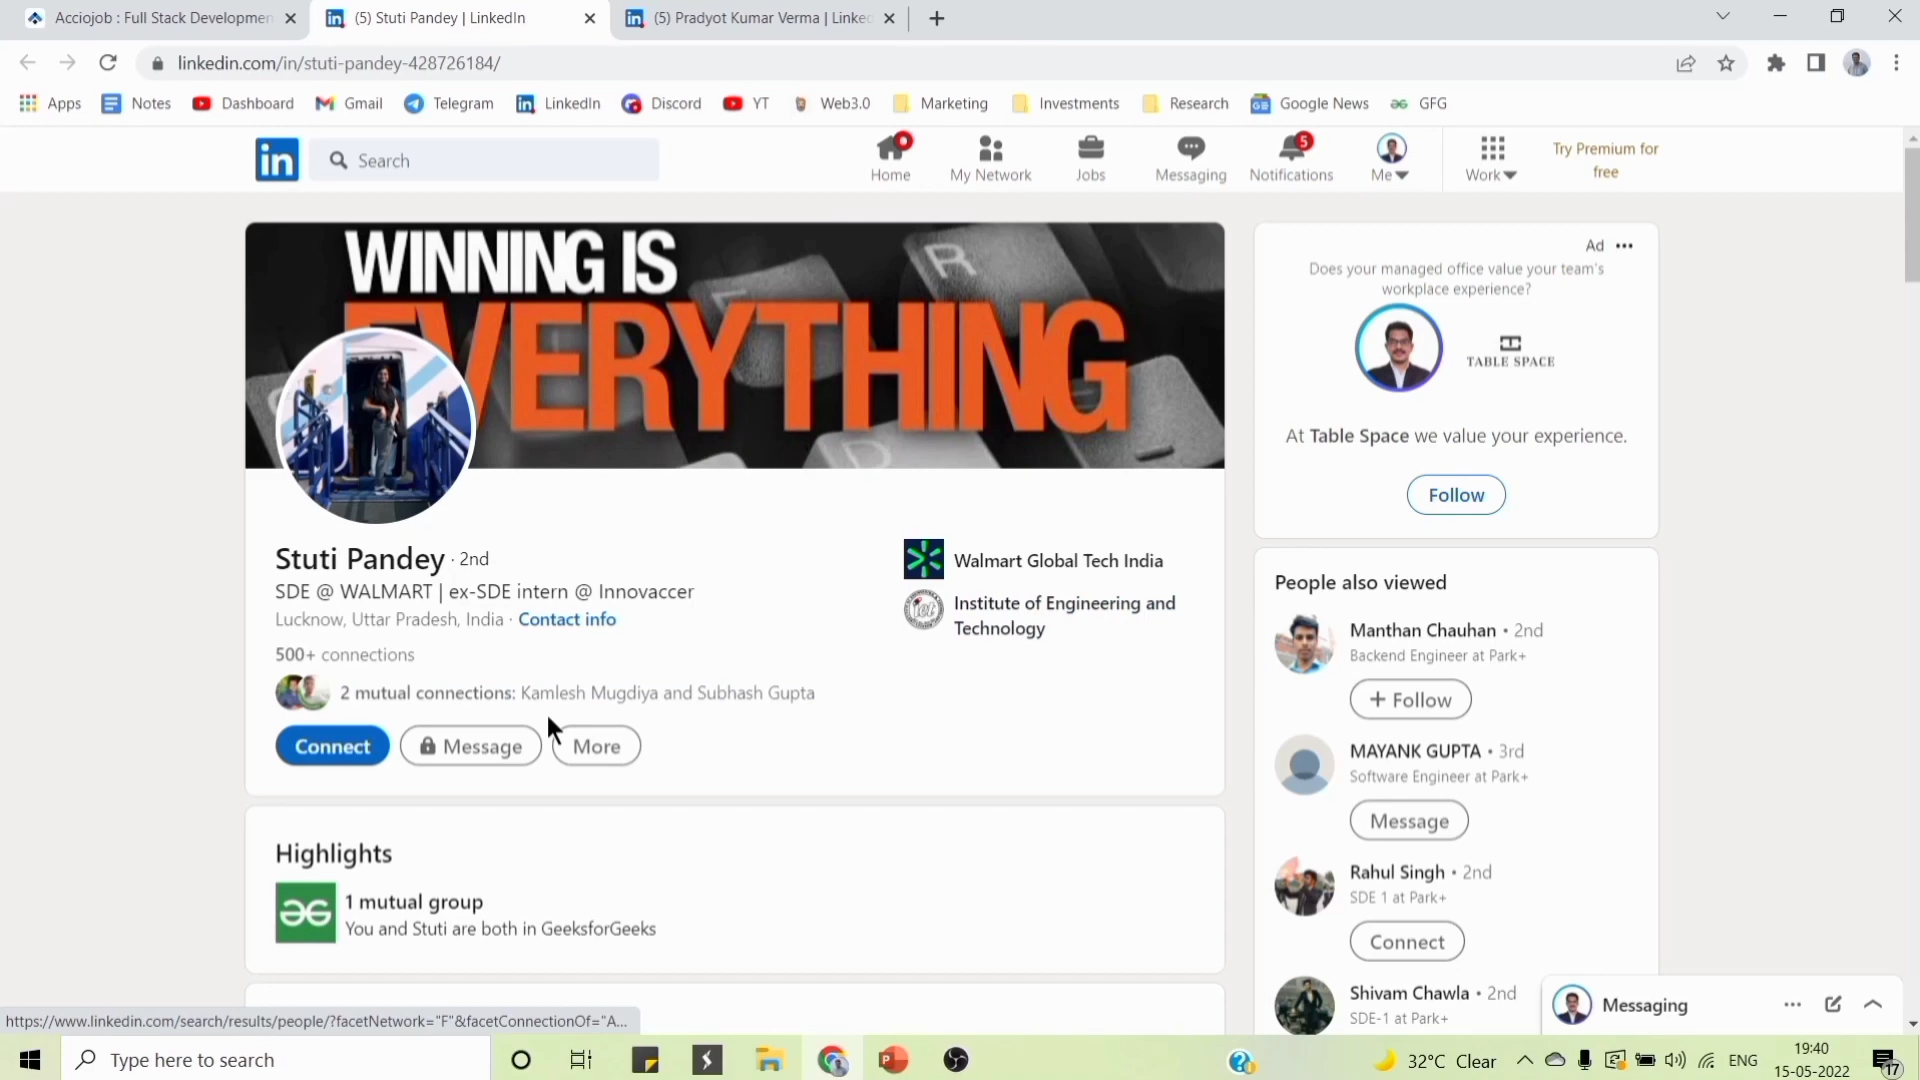 Acciojob : Full Stack Developmen
(5) Stuti Pandey | LinkedIn
(5) Pradyot Kumar Verma | Linked
linkedin.com/in/stuti-pandey-428726184/
Apps
Notes
Dashboard
Gmail
Telegram
LinkedIn
Discord
YT
Web3.0
Marketing
Investments
Research
Google News
GFG
in
Search
Home
My Network
Jobs
Messaging
5
Notifications
Me
Work
Try Premium for
free
WINNING IS
EVERYTHING
R
D
Stuti Pandey · 2nd
SDE @ WALMART | ex-SDE intern @ Innovaccer
Lucknow, Uttar Pradesh, India · Contact info
500+ connections
2 mutual connections: Kamlesh Mugdiya and Subhash Gupta
Connect
Message
More
Walmart Global Tech India
iet
Institute of Engineering and
Technology
Highlights
1 mutual group
You and Stuti are both in GeeksforGeeks
Ad
Does your managed office value your team's
workplace experience?
TABLE SPACE
At Table Space we value your experience.
Follow
People also viewed
Manthan Chauhan • 2nd
Backend Engineer at Park+
+ Follow
MAYANK GUPTA • 3rd
Software Engineer at Park+
Message
Rahul Singh • 2nd
SDE 1 at Park+
Connect
Shivam Chawla • 2nd
SDE-1 at Park+
Messaging
https://www.linkedin.com/search/results/people/?facetNetwork="F"&facetConnectionOf="A...
Type here to search
32°C Clear
ENG
19:40
15-05-2022
17